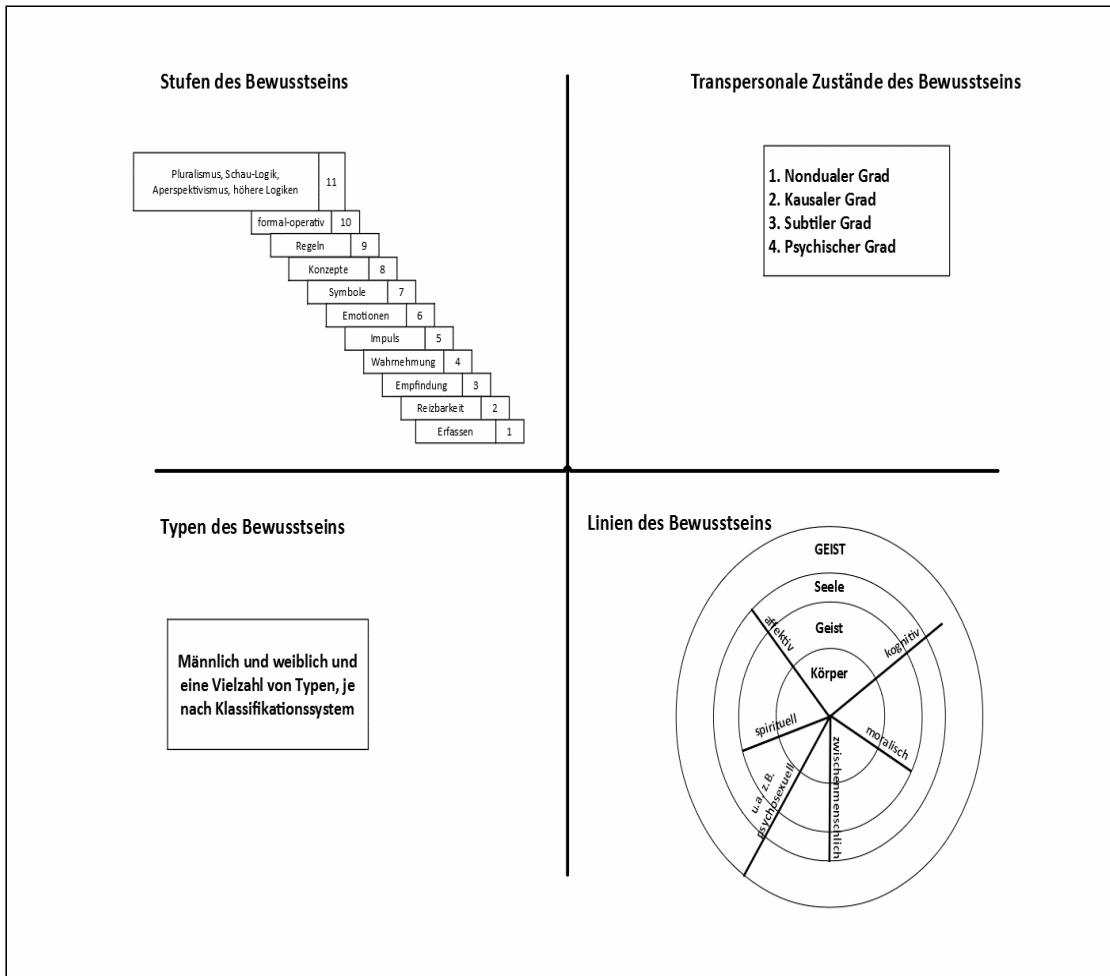 Stufen des Bewusstseins
Pluralismus, Schau-Logik,
Aperspektivismus, höhere Logiken
11
formal-operativ 10
Regeln 9
Konzepte 8
Symbole 7
Emotionen 6
Impuls 5
Wahrnehmung 4
Empfindung 3
Reizbarkeit 2
Erfassen 1
Transpersonale Zustände des Bewusstseins
1. Nondualer Grad
2. Kausaler Grad
3. Subtiler Grad
4. Psychischer Grad
Typen des Bewusstseins
Männlich und weiblich und
eine Vielzahl von Typen, je
nach Klassifikationssystem
Linien des Bewusstseins
GEIST
Seele
Geist
Körper
affektiv
kognitiv
spirituell
moralisch
zwischenmenschlich
u.a, z.B.
psychosexuell